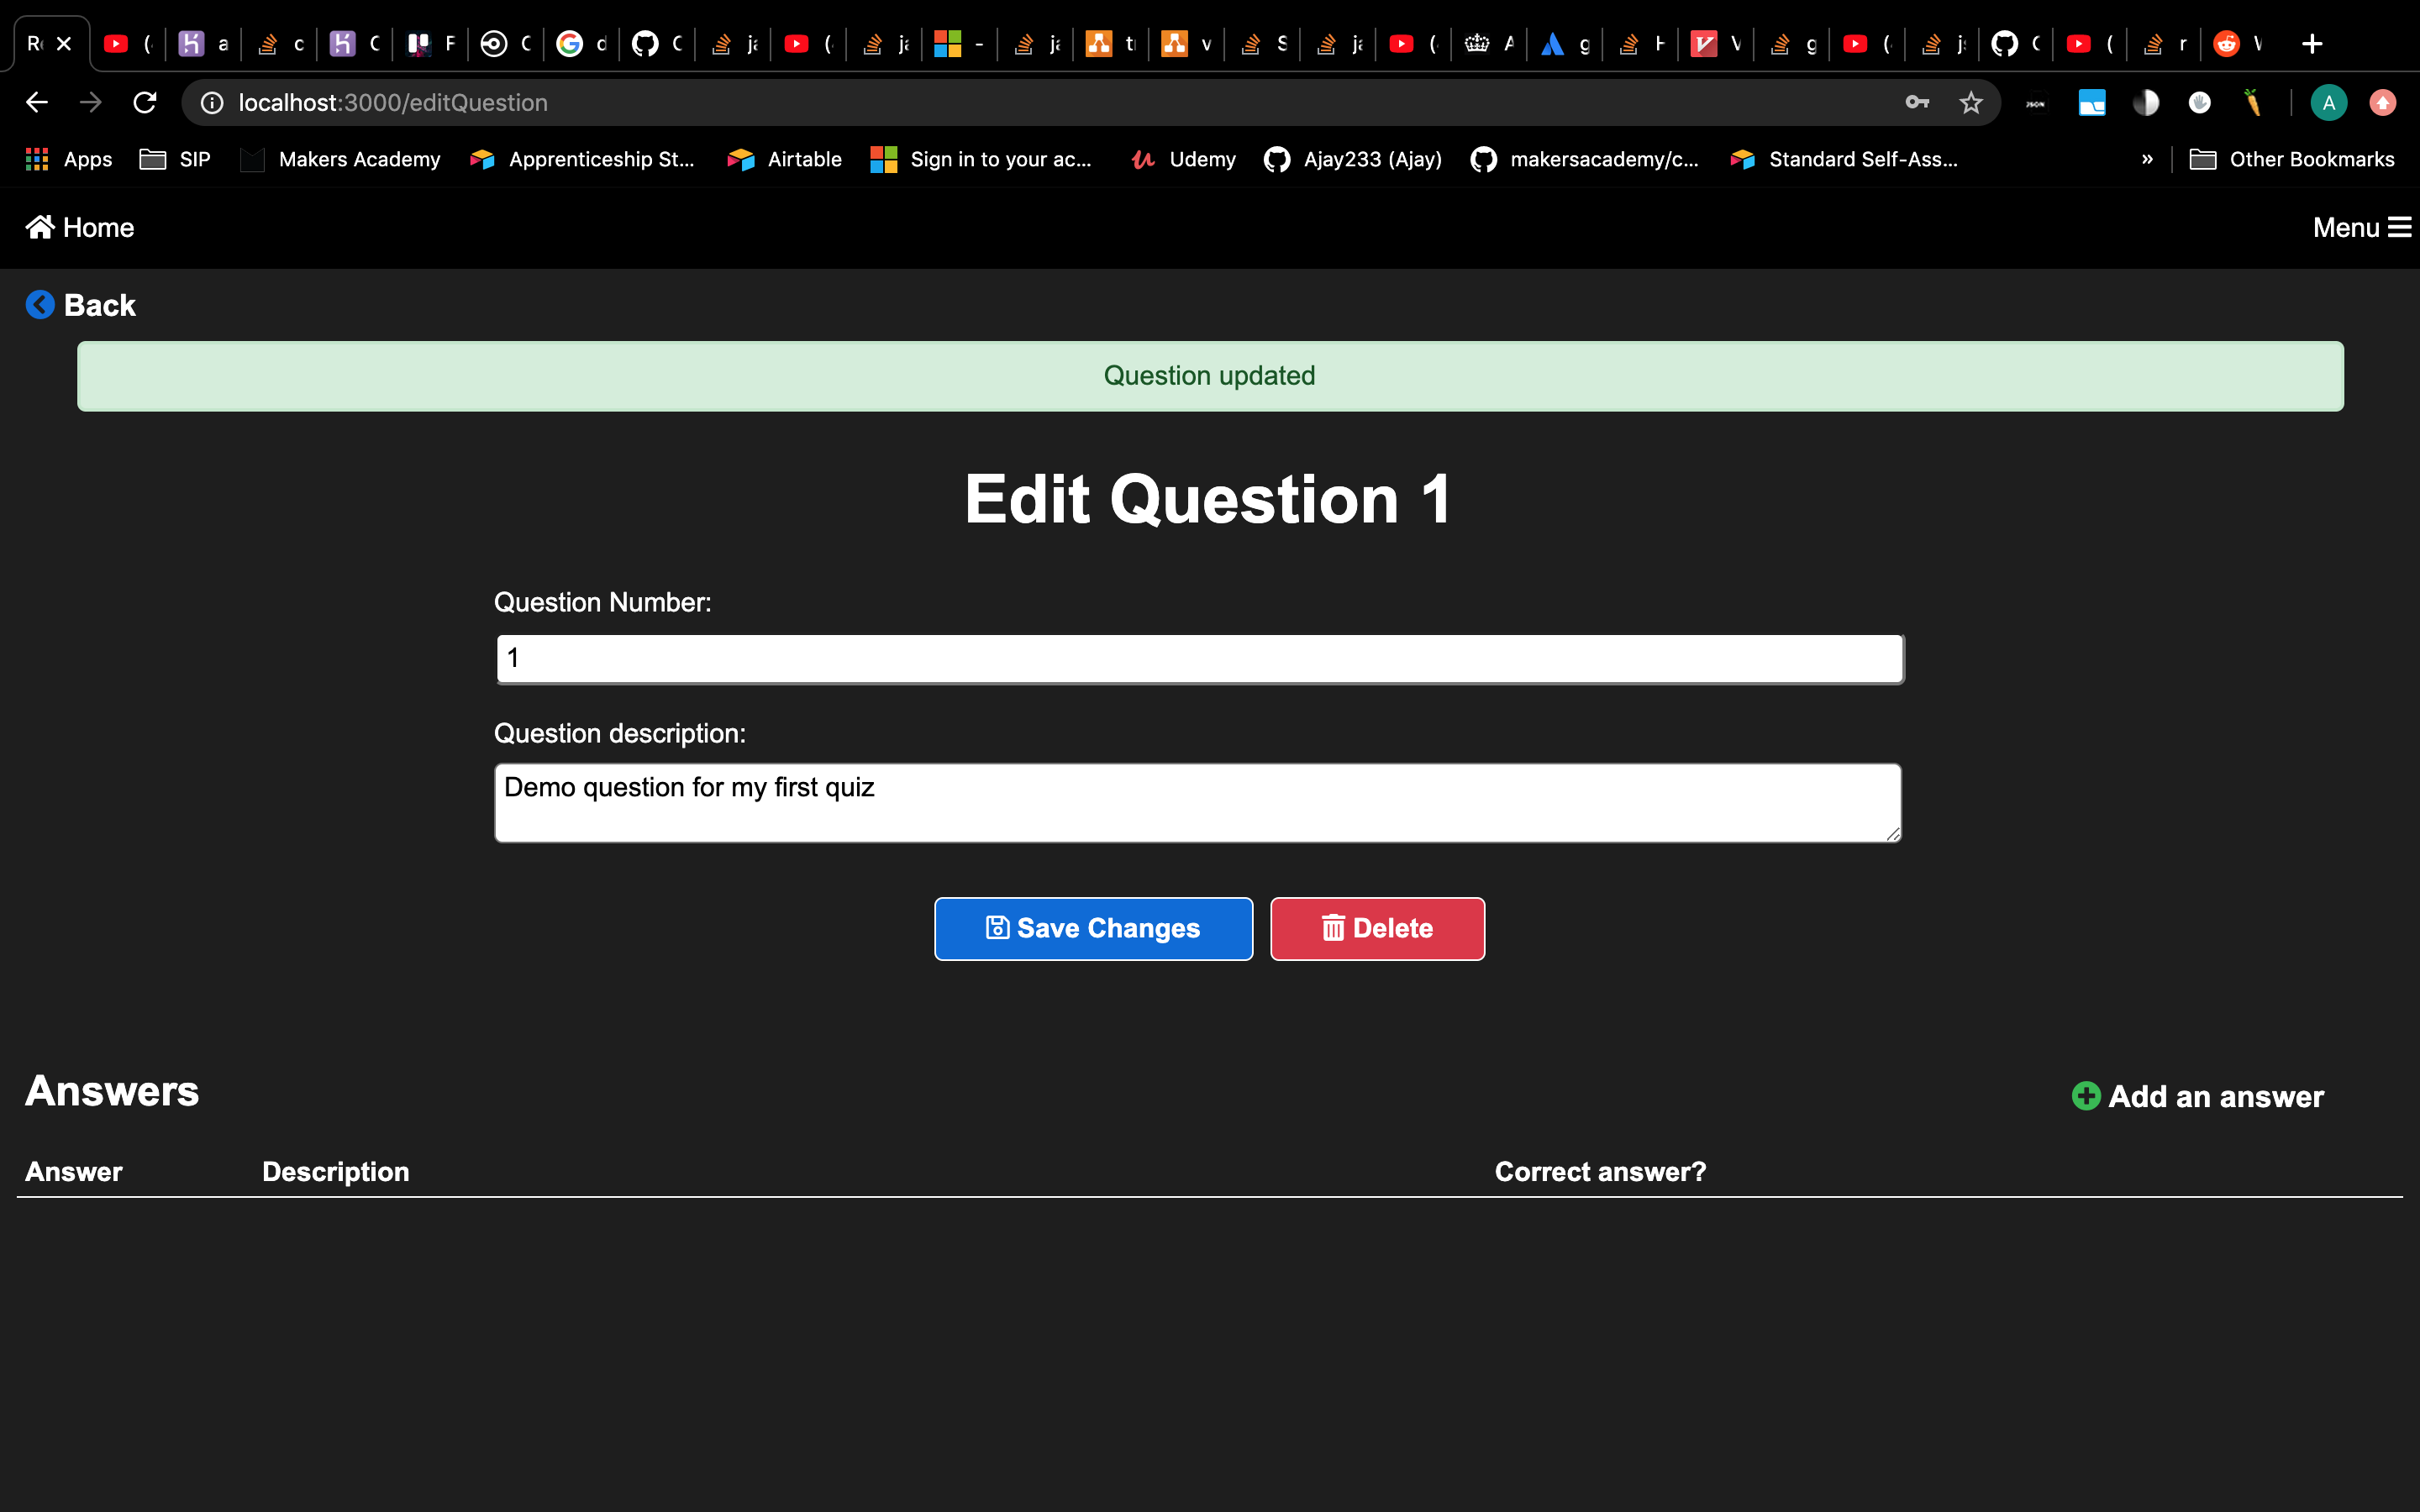 localhost:3000/editQuestion
Apps SIP Makers Academy Apprenticeship St... Airtable Sign in to your ac... Udemy Ajay233 (Ajay) makersacademy/c... Standard Self-Ass... » Other Bookmarks
Home Menu
Back
Question updated
Edit Question 1
Question Number:
1
Question description:
Demo question for my first quiz
Save Changes Delete
Answers Add an answer
Answer Description Correct answer?